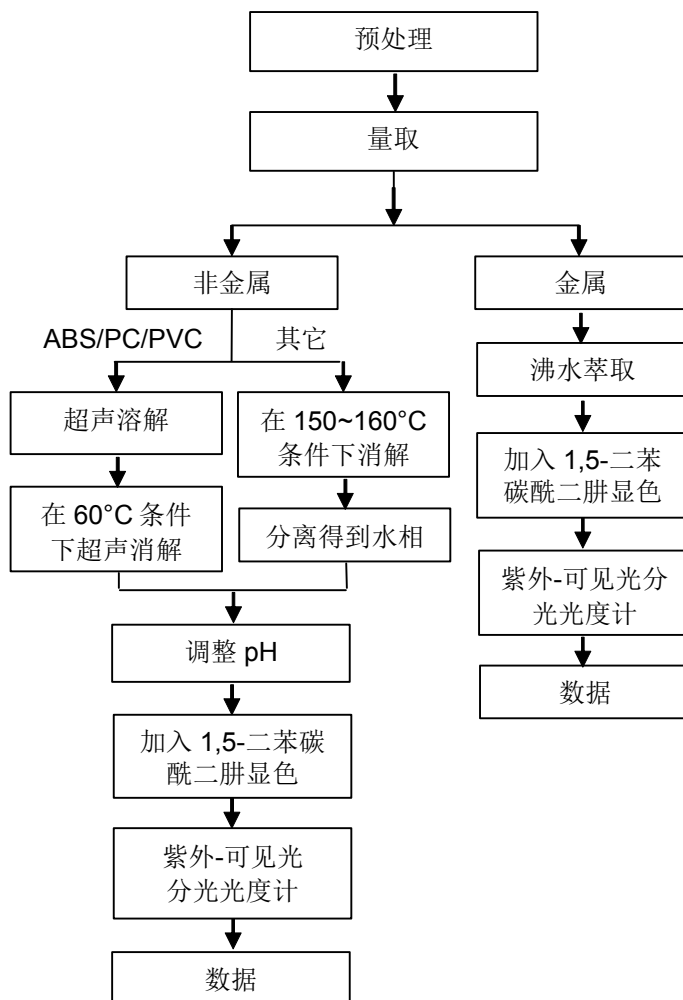 预处理
量取
非金属
金属
ABS/PC/PVC
其它
沸水萃取
超声溶解
在 150~160°C
条件下消解
加入 1,5-二苯
碳酰二肼显色
在 60°C 条件
下超声消解
分离得到水相
紫外-可见光分
光光度计
调整 pH
数据
加入 1,5-二苯碳
酰二肼显色
紫外-可见光
分光光度计
数据